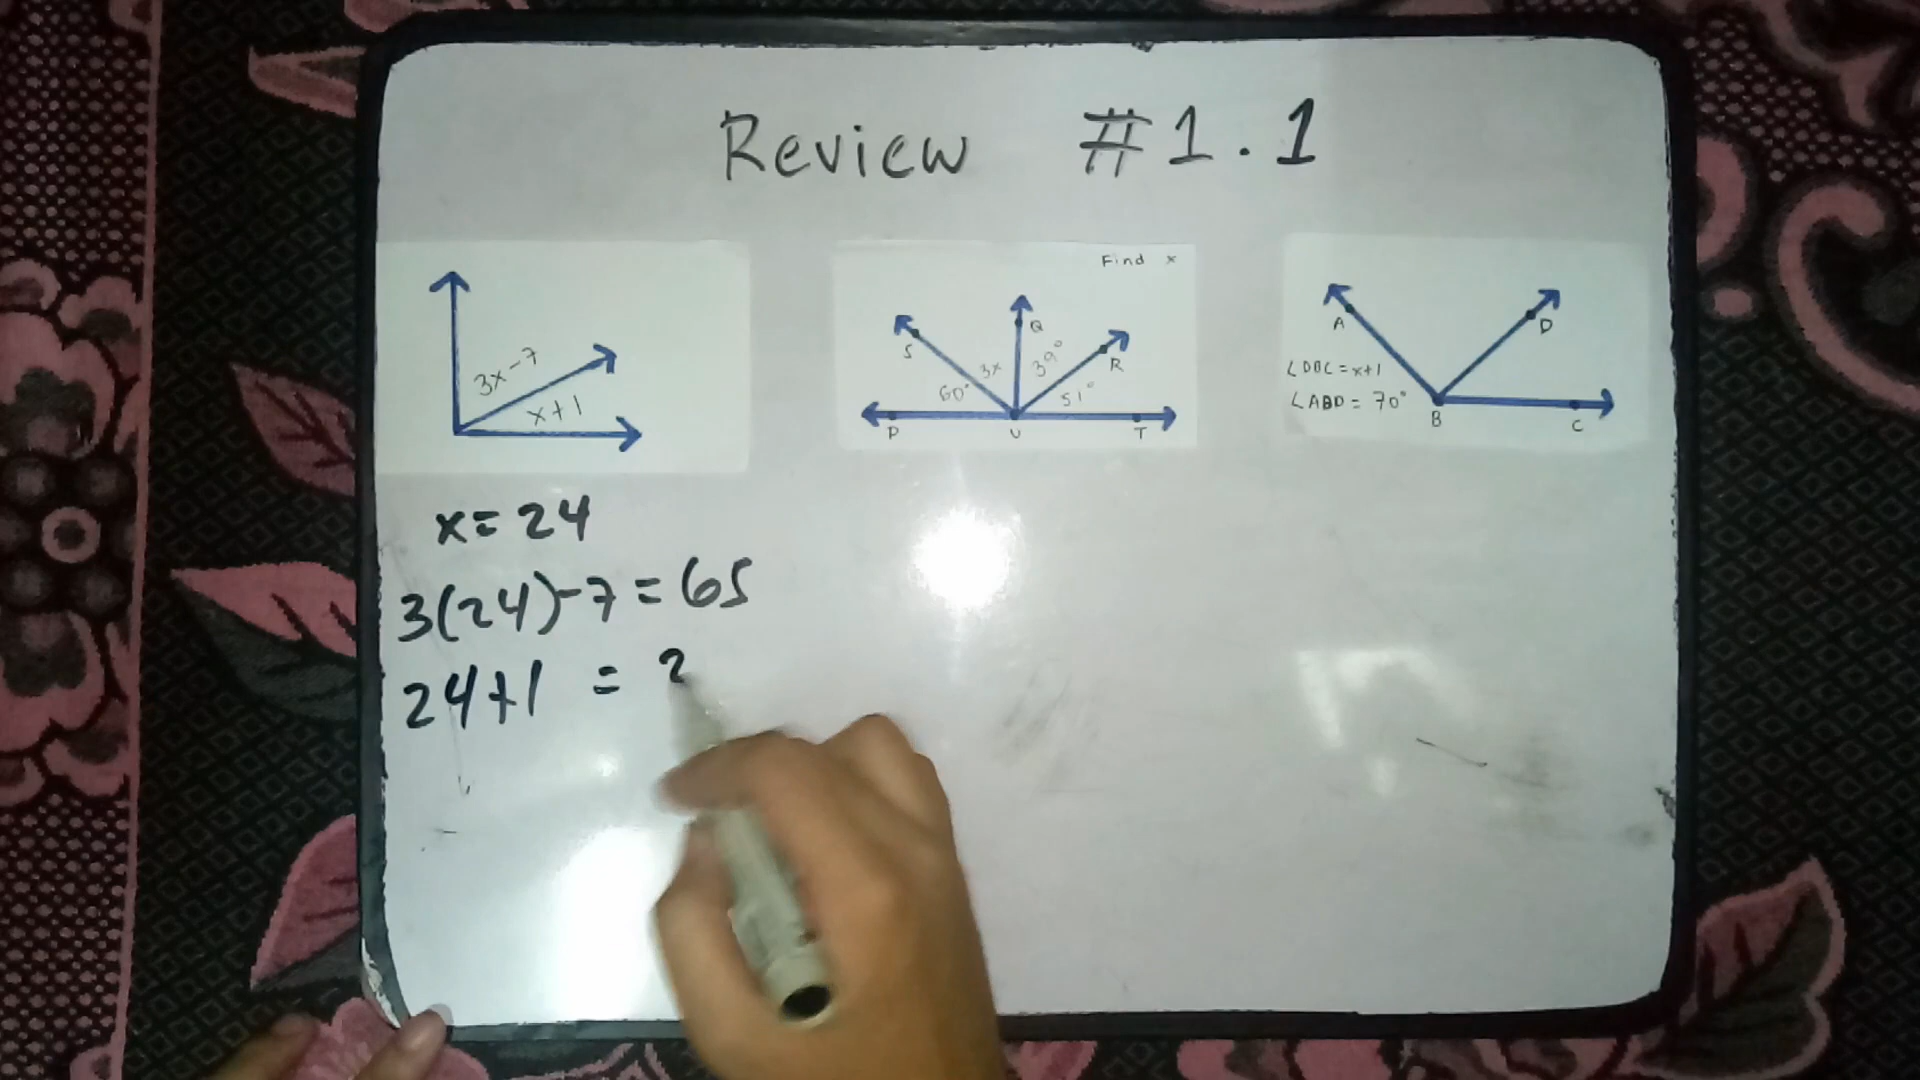 Review #1.1
3x-7
x+1
Find x
S
Q
R
60°
3x
39°
51°
P
U
T
A
D
∠DBC = x+1
∠ABD = 70°
B
C
x = 24
3(24)-7 = 65
24+1 = 2